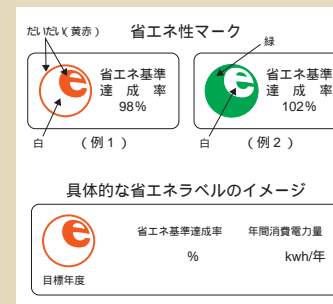 省エネ性マーク
だいだい(黄赤)
緑
e
省エネ基準
達成率
98%
e
省エネ基準
達成率
102%
白
(例1)
白
(例2)
具体的な省エネラベルのイメージ
e
省エネ基準達成率
年間消費電力量
%
kwh/年
目標年度